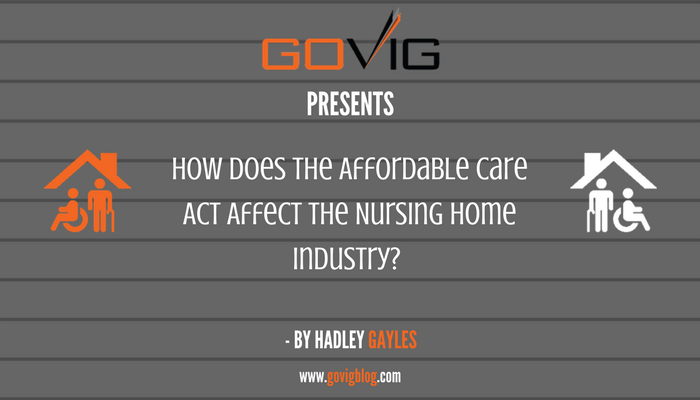 GOVIG
PRESENTS
How Does The Affordable Care
Act Affect The Nursing Home
Industry?
- BY HADLEY GAYLES
www.govigblog.com